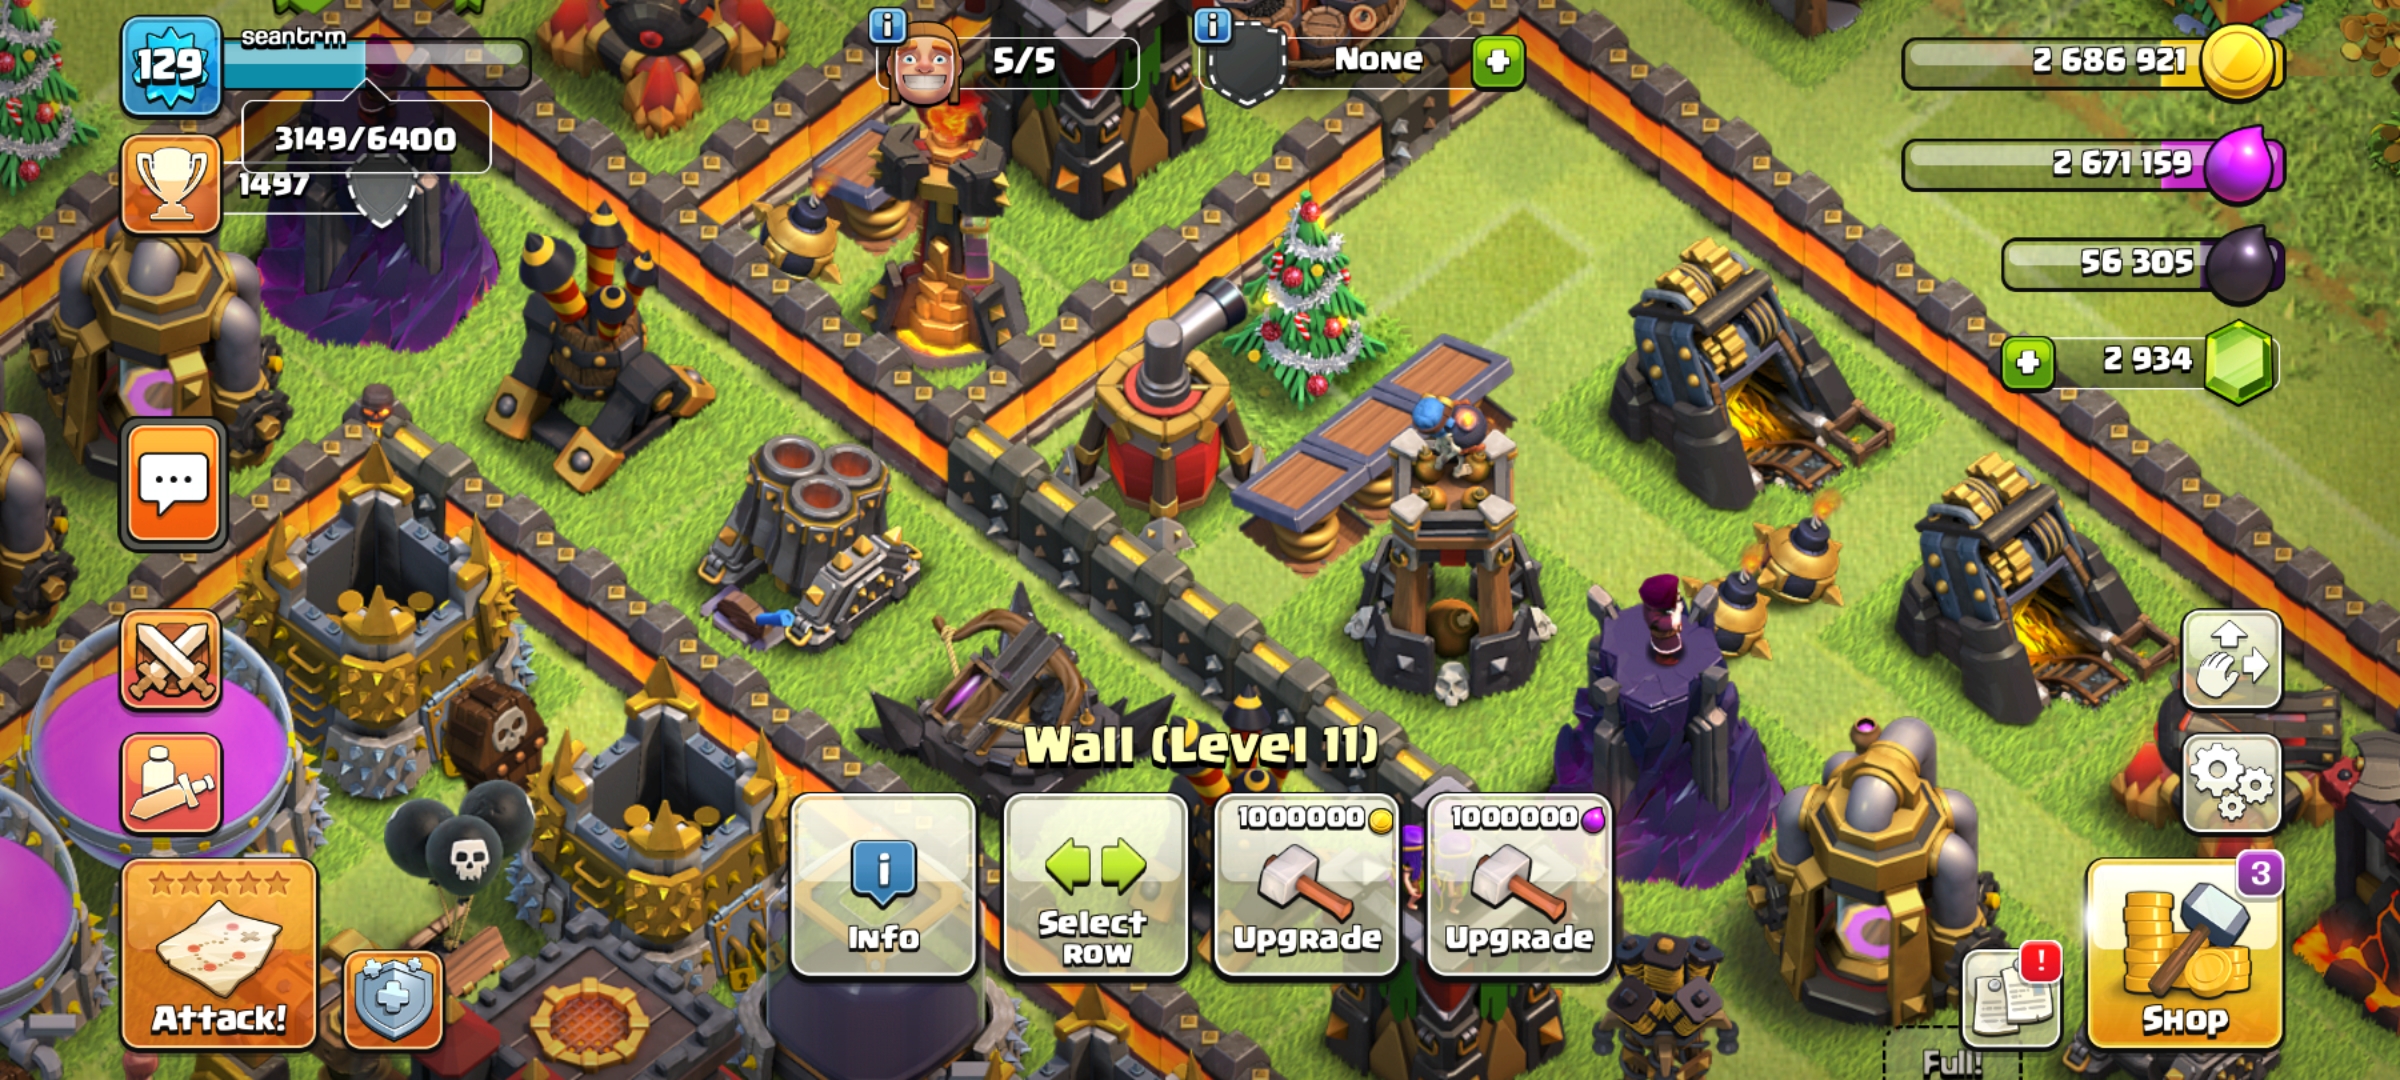 129
seantrm
5/5
None
2 686 921
3149/6400
2 671 159
1497
56 305
2 934
Wall (Level 11)
Info
Select
Row
1000000
Upgrade
1000000
Upgrade
Attack!
3
!
Shop
Full!